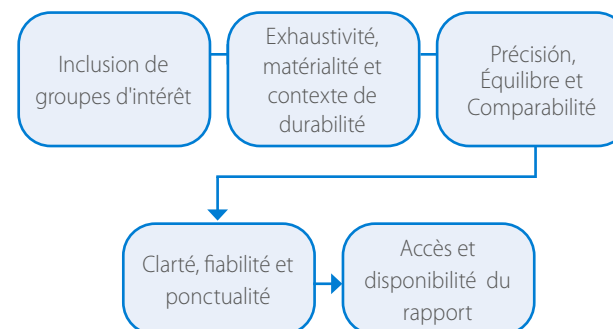 Inclusion de
groupes d'intérêt
Exhaustivité,
matérialité et
contexte de
durabilité
Précisión,
Équilibre et
Comparabilité
Clarté, fiabilité et
ponctualité
Accès et
disponibilité du
rapport